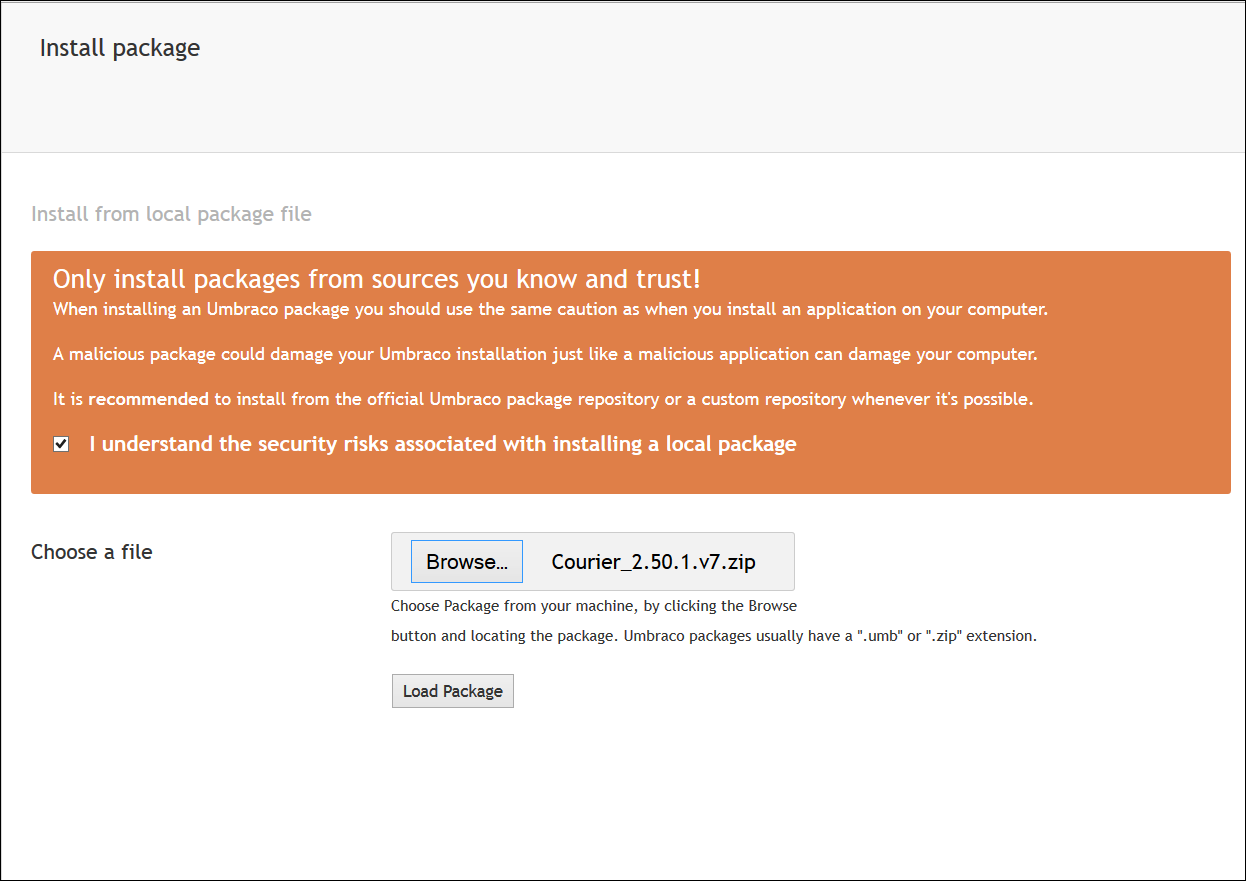 Install package
Install from local package file
Only install packages from sources you know and trust!
When installing an Umbraco package you should use the same caution as when you install an application on your computer.
A malicious package could damage your Umbraco installation just like a malicious application can damage your computer.
It is recommended to install from the official Umbraco package repository or a custom repository whenever it's possible.
I understand the security risks associated with installing a local package
Choose a file
Browse... Courier_2.50.1.v7.zip
Choose Package from your machine, by clicking the Browse
button and locating the package. Umbraco packages usually have a ".umb" or ".zip" extension.
Load Package